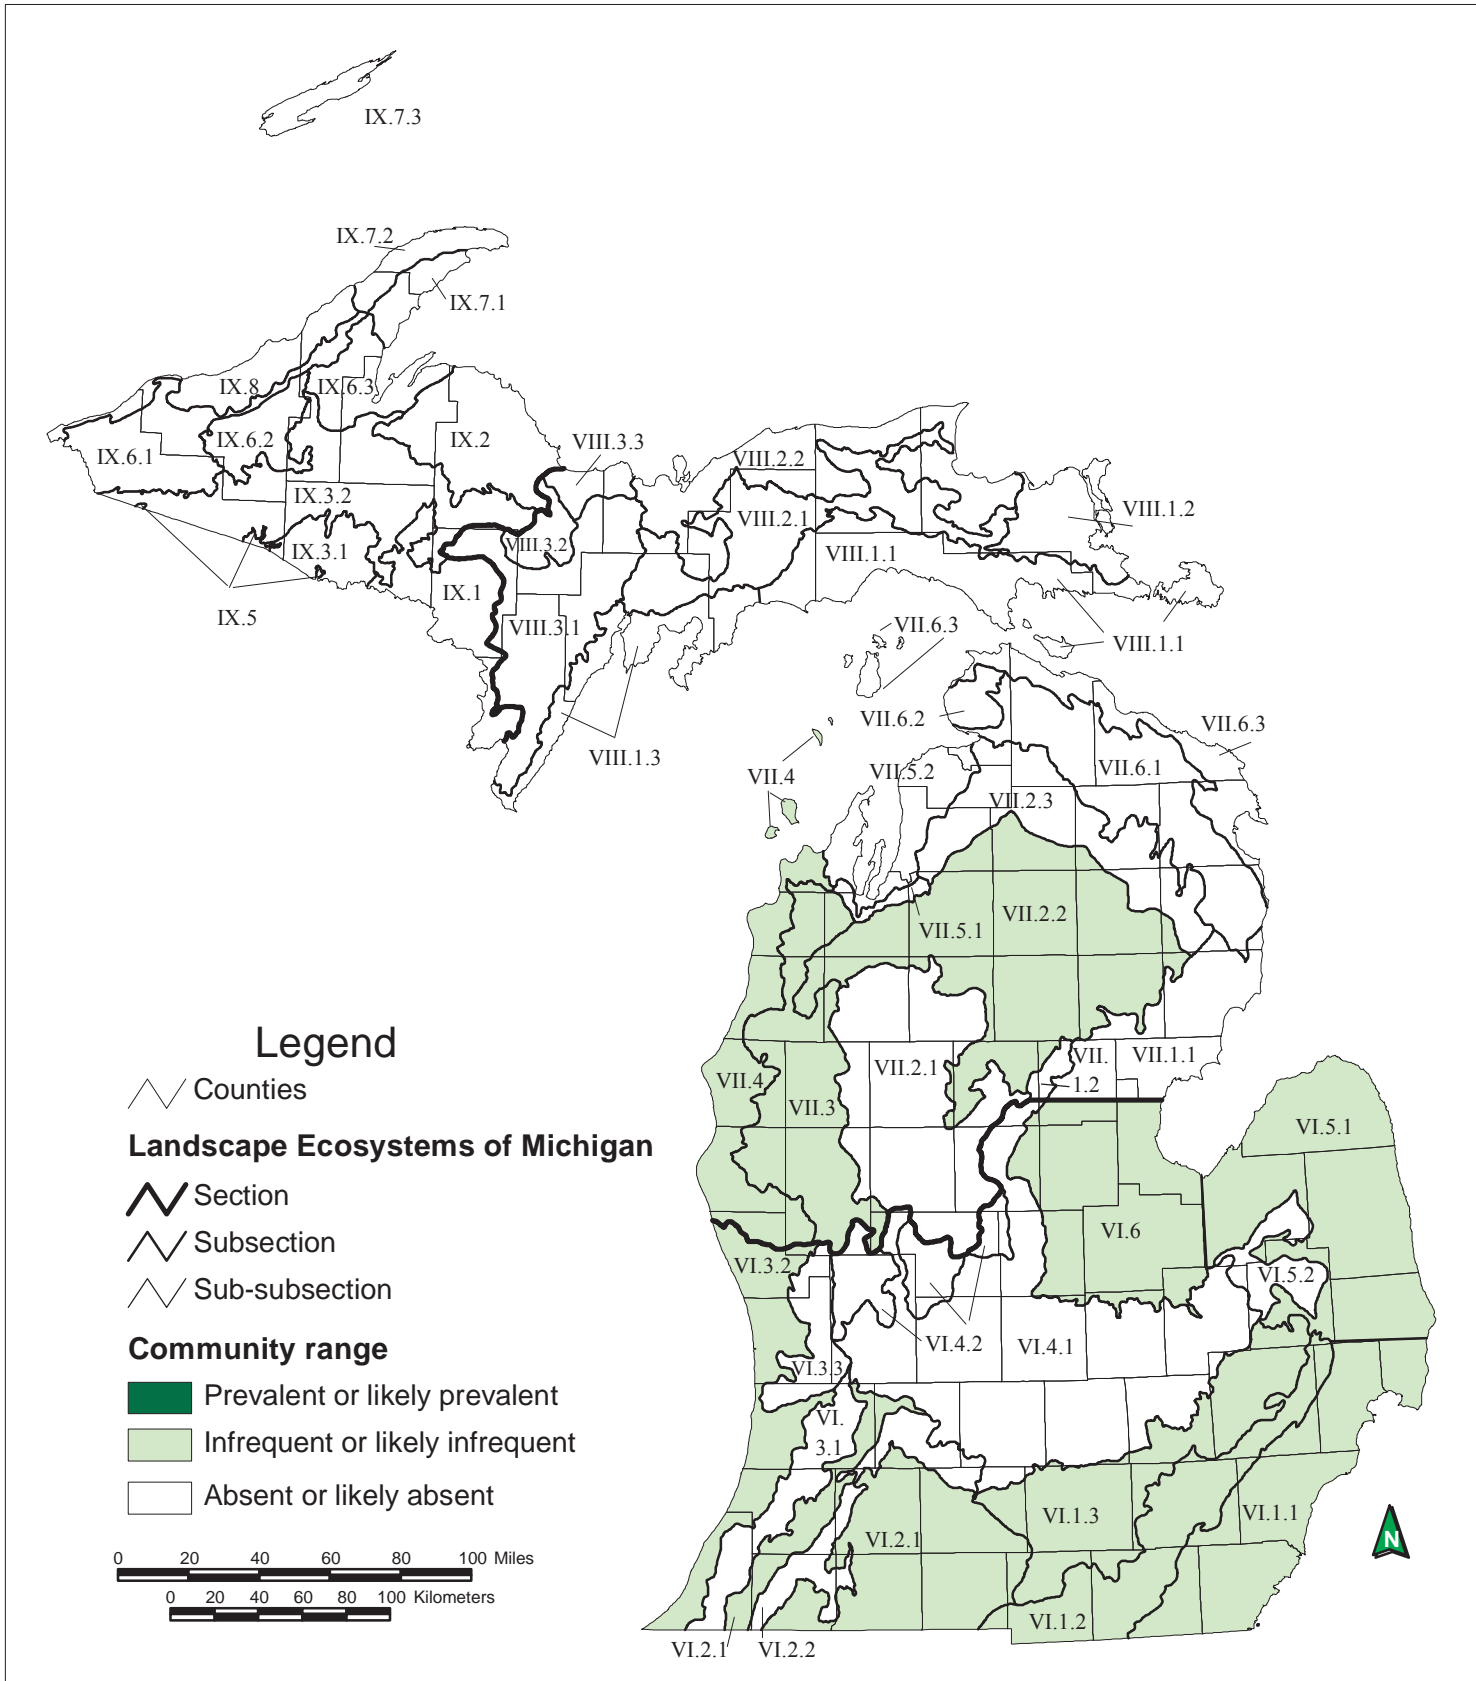 IX.7.3
IX.7.2
IX.7.1
IX.8
IX.6.3
IX.6.2
IX.6.1
IX.2
VIII.3.3
VIII.2.2
VIII.2.1
VIII.1.2
IX.3.2
IX.3.1
VIII.3.2
VIII.1.1
IX.1
IX.5
VIII.3.1
VII.6.3
VIII.1.1
VIII.1.3
VII.6.2
VII.6.3
VII.4
VII.5.2
VII.6.1
VII.2.3
VII.5.1
VII.2.2
VII.4
VII.3
VII.2.1
VII.
1.2
VII.1.1
VI.5.1
VI.6
VI.3.2
VI.5.2
VI.4.2
VI.4.1
VI.3.3
VI.
3.1
VI.2.1
VI.1.3
VI.1.1
VI.1.2
VI.2.1
VI.2.2
Legend
Counties
Landscape Ecosystems of Michigan
Section
Subsection
Sub-subsection
Community range
Prevalent or likely prevalent
Infrequent or likely infrequent
Absent or likely absent
0 20 40 60 80 100 Miles
0 20 40 60 80 100 Kilometers
N